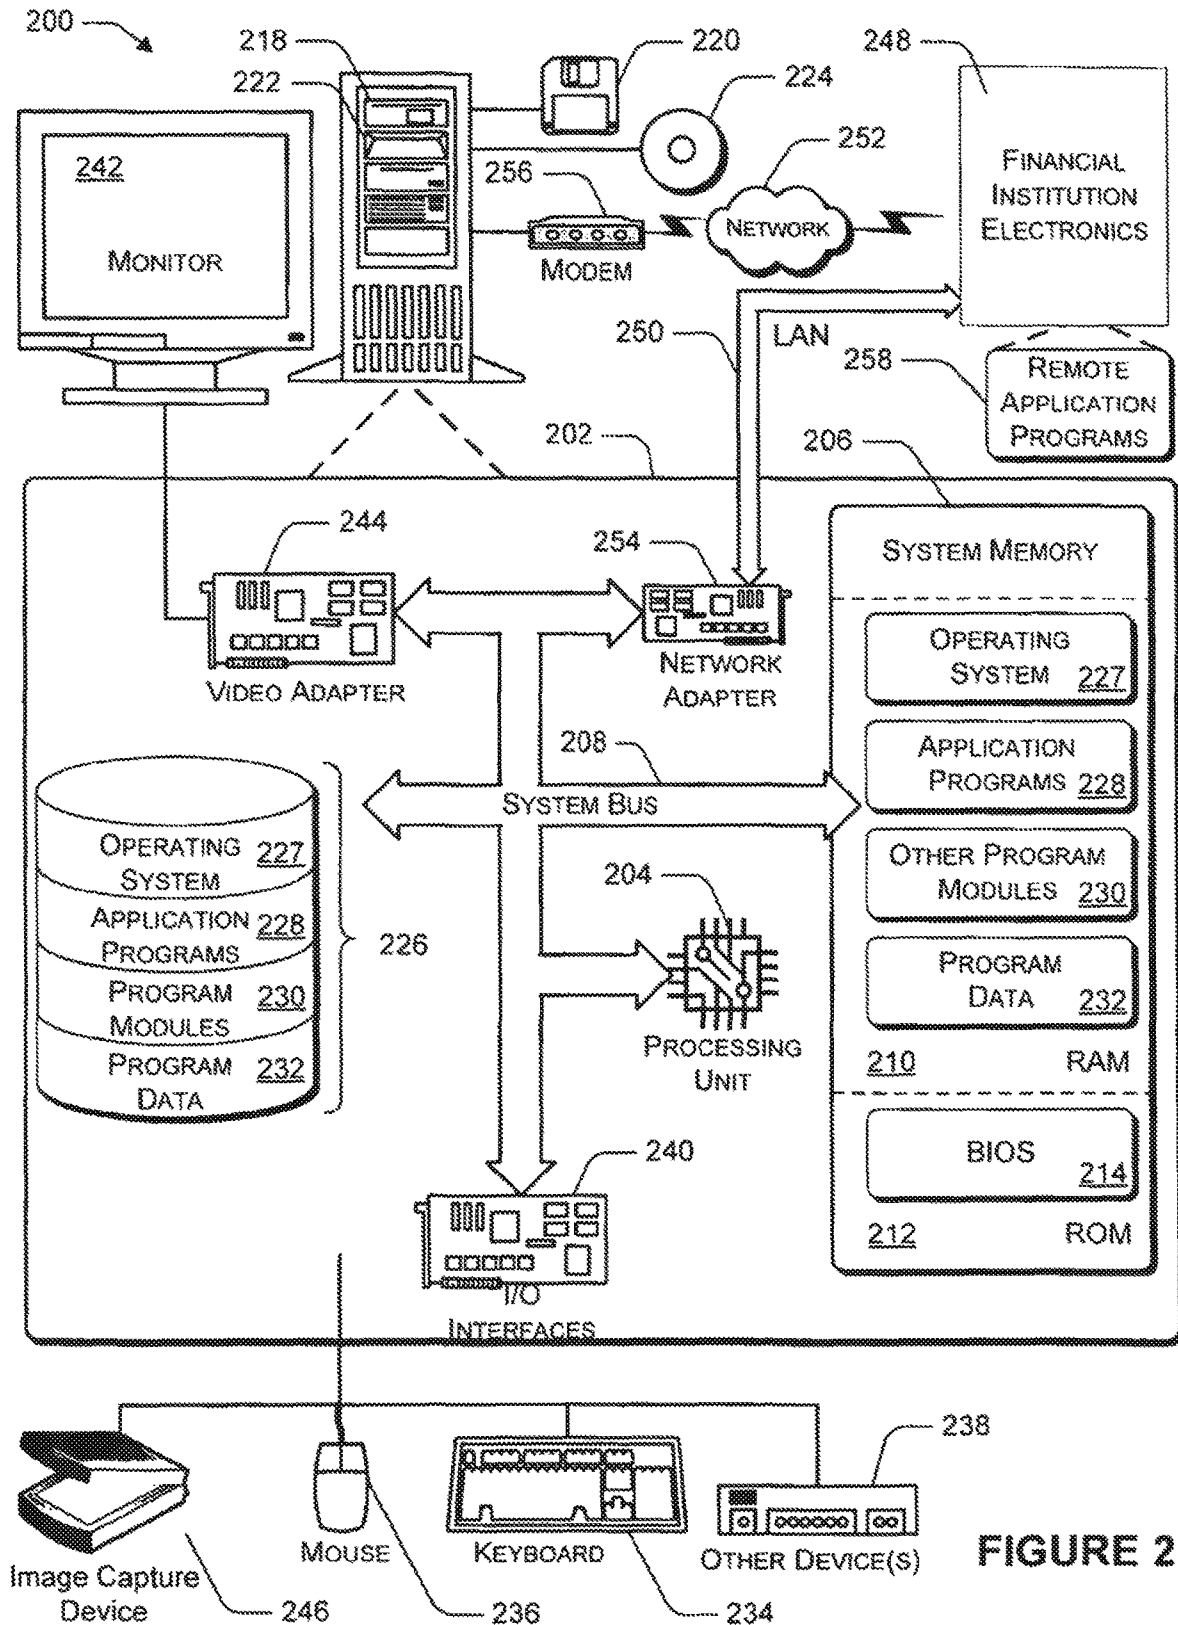 200
218
222
220
224
248
242
MONITOR
256
MODEM
252
NETWORK
FINANCIAL
INSTITUTION
ELECTRONICS
250
LAN
258
REMOTE
APPLICATION
PROGRAMS
202
206
244
VIDEO ADAPTER
254
NETWORK
ADAPTER
SYSTEM MEMORY
OPERATING
SYSTEM 227
APPLICATION
PROGRAMS 228
OTHER PROGRAM
MODULES 230
PROGRAM
DATA 232
210 RAM
BIOS
214
212 ROM
208
SYSTEM BUS
OPERATING
SYSTEM 227
APPLICATION
PROGRAMS 228
PROGRAM
MODULES 230
PROGRAM
DATA 232
226
204
PROCESSING
UNIT
240
I/O
INTERFACES
238
Image Capture
Device
246
MOUSE
236
KEYBOARD
234
OTHER DEVICE(S)
FIGURE 2